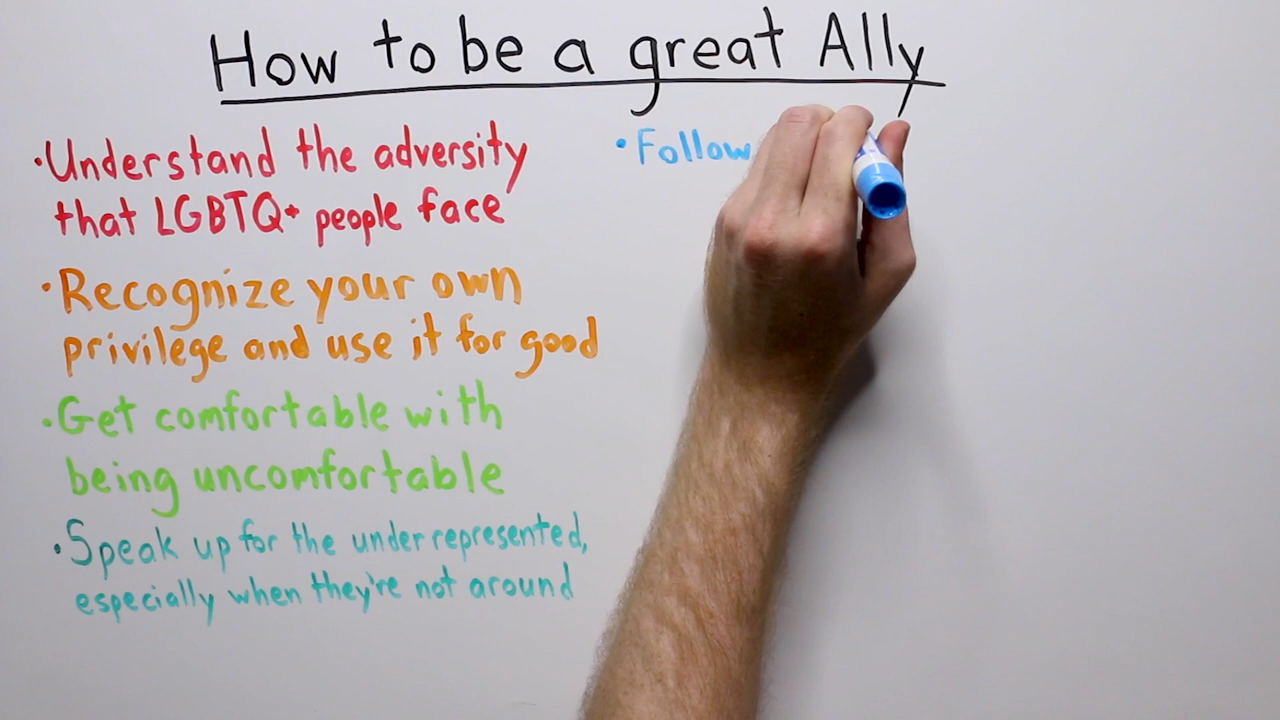 How to be a great Ally
·Understand the adversity
that LGBTQ+ people face
·Recognize your own
privilege and use it for good
·Get comfortable with
being uncomfortable
·Speak up for the underrepresented,
especially when they're not around
·Follow